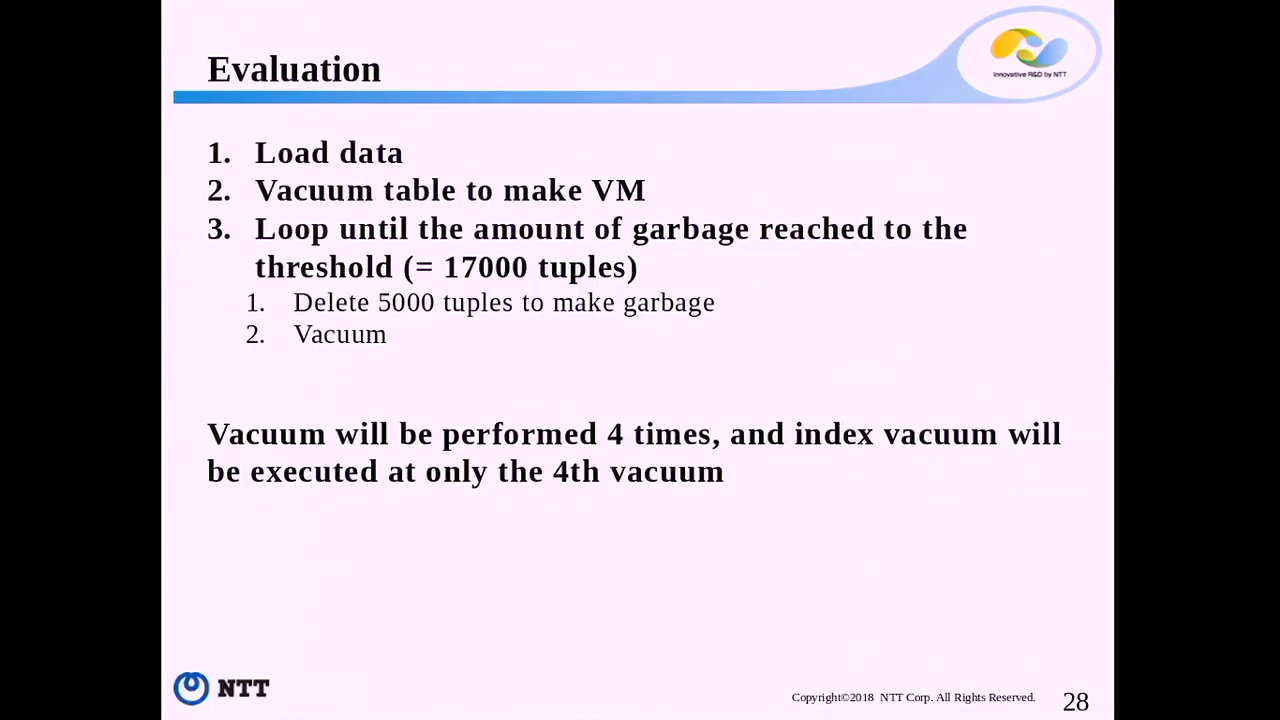 Evaluation
Innovative R&D by NTT
1. Load data
2. Vacuum table to make VM
3. Loop until the amount of garbage reached to the
threshold (= 17000 tuples)
1. Delete 5000 tuples to make garbage
2. Vacuum
Vacuum will be performed 4 times, and index vacuum will
be executed at only the 4th vacuum
NTT
Copyright©2018 NTT Corp. All Rights Reserved.
28